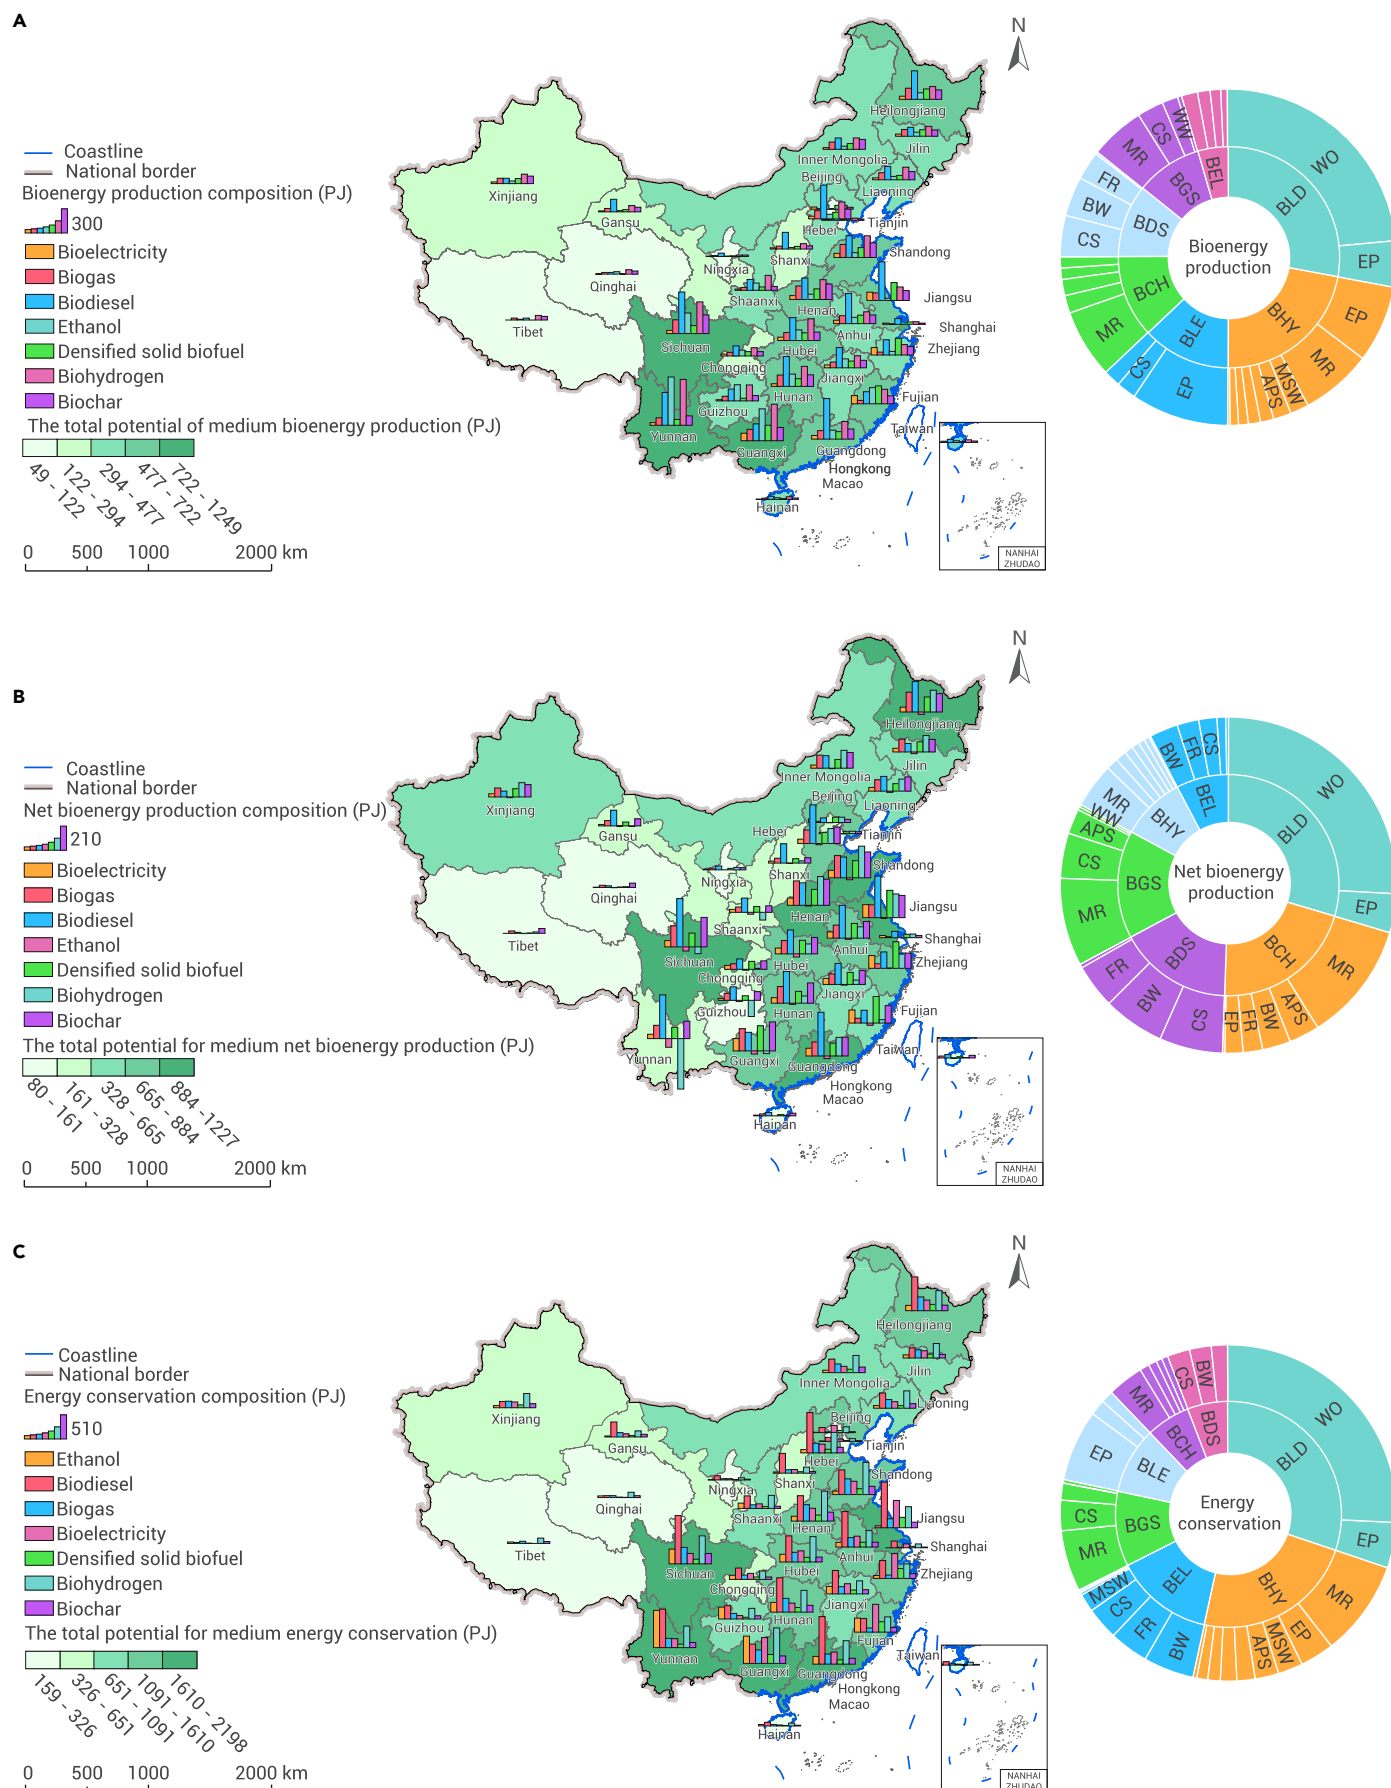 A
N
Coastline
National border
Bioenergy production composition (PJ)
300
Bioelectricity
Biogas
Biodiesel
Ethanol
Densified solid biofuel
Biohydrogen
Biochar
The total potential of medium bioenergy production (PJ)
49 - 122
122 - 294
294 - 477
477 - 722
722 - 1249
0 500 1000 2000 km
Heilongjiang
Jilin
Inner Mongolia
Beijing
Liaoning
Xinjiang
Gansu
Hebei
Tianjin
Shandong
Ningxia
Shanxi
Qinghai
Shaanxi
Henan
Jiangsu
Tibet
Anhui
Shanghai
Sichuan
Hubei
Zhejiang
Chongqing
Jiangxi
Hunan
Fujian
Guizhou
Yunnan
Guangxi
Guangdong
Taiwan
Hongkong
Macao
Hainan
NANHAI
ZHUDAO
Bioenergy
production
BLD
WO
EP
BHY
EP
MR
MSW
APS
BLE
EP
CS
BCH
MR
BDS
CS
BW
FR
BGS
MR
CS
WW
BEL
B
N
Coastline
National border
Net bioenergy production composition (PJ)
210
Bioelectricity
Biogas
Biodiesel
Ethanol
Densified solid biofuel
Biohydrogen
Biochar
The total potential for medium net bioenergy production (PJ)
80 - 161
161 - 328
328 - 665
665 - 884
884 -1227
0 500 1000 2000 km
Heilongjiang
Jilin
Inner Mongolia
Beijing
Liaoning
Xinjiang
Gansu
Hebei
Tianjin
Shandong
Ningxia
Shanxi
Qinghai
Henan
Jiangsu
Shaanxi
Tibet
Anhui
Shanghai
Sichuan
Hubei
Zhejiang
Chongqing
Jiangxi
Guizhou
Hunan
Fujian
Yunnan
Guangxi
Guangdong
Taiwan
Hongkong
Macao
Hainan
NANHAI
ZHUDAO
Net bioenergy
production
BLD
WO
EP
BCH
MR
APS
BW
FR
EP
BDS
CS
BW
FR
BGS
MR
CS
APS
WW
BHY
MR
BEL
BW
FR
CS
C
N
Coastline
National border
Energy conservation composition (PJ)
510
Ethanol
Biodiesel
Biogas
Bioelectricity
Densified solid biofuel
Biohydrogen
Biochar
The total potential for medium energy conservation (PJ)
159 - 326
326 - 651
651 - 1091
1091 - 1610
1610 - 2198
0 500 1000 2000 km
Heilongjiang
Jilin
Inner Mongolia
Liaoning
Xinjiang
Beijing
Gansu
Tianjin
Hebei
Shandong
Ningxia
Shanxi
Qinghai
Shaanxi
Henan
Jiangsu
Tibet
Anhui
Shanghai
Sichuan
Hubei
Zhejiang
Chongqing
Jiangxi
Hunan
Guizhou
Fujian
Yunnan
Guangxi
Guangdong
Taiwan
Hongkong
Macao
Hainan
NANHAI
ZHUDAO
Energy
conservation
BLD
WO
EP
BHY
MR
EP
MSW
APS
BEL
BW
FR
CS
MSW
BGS
MR
CS
BLE
EP
BCH
MR
BDS
CS
BW